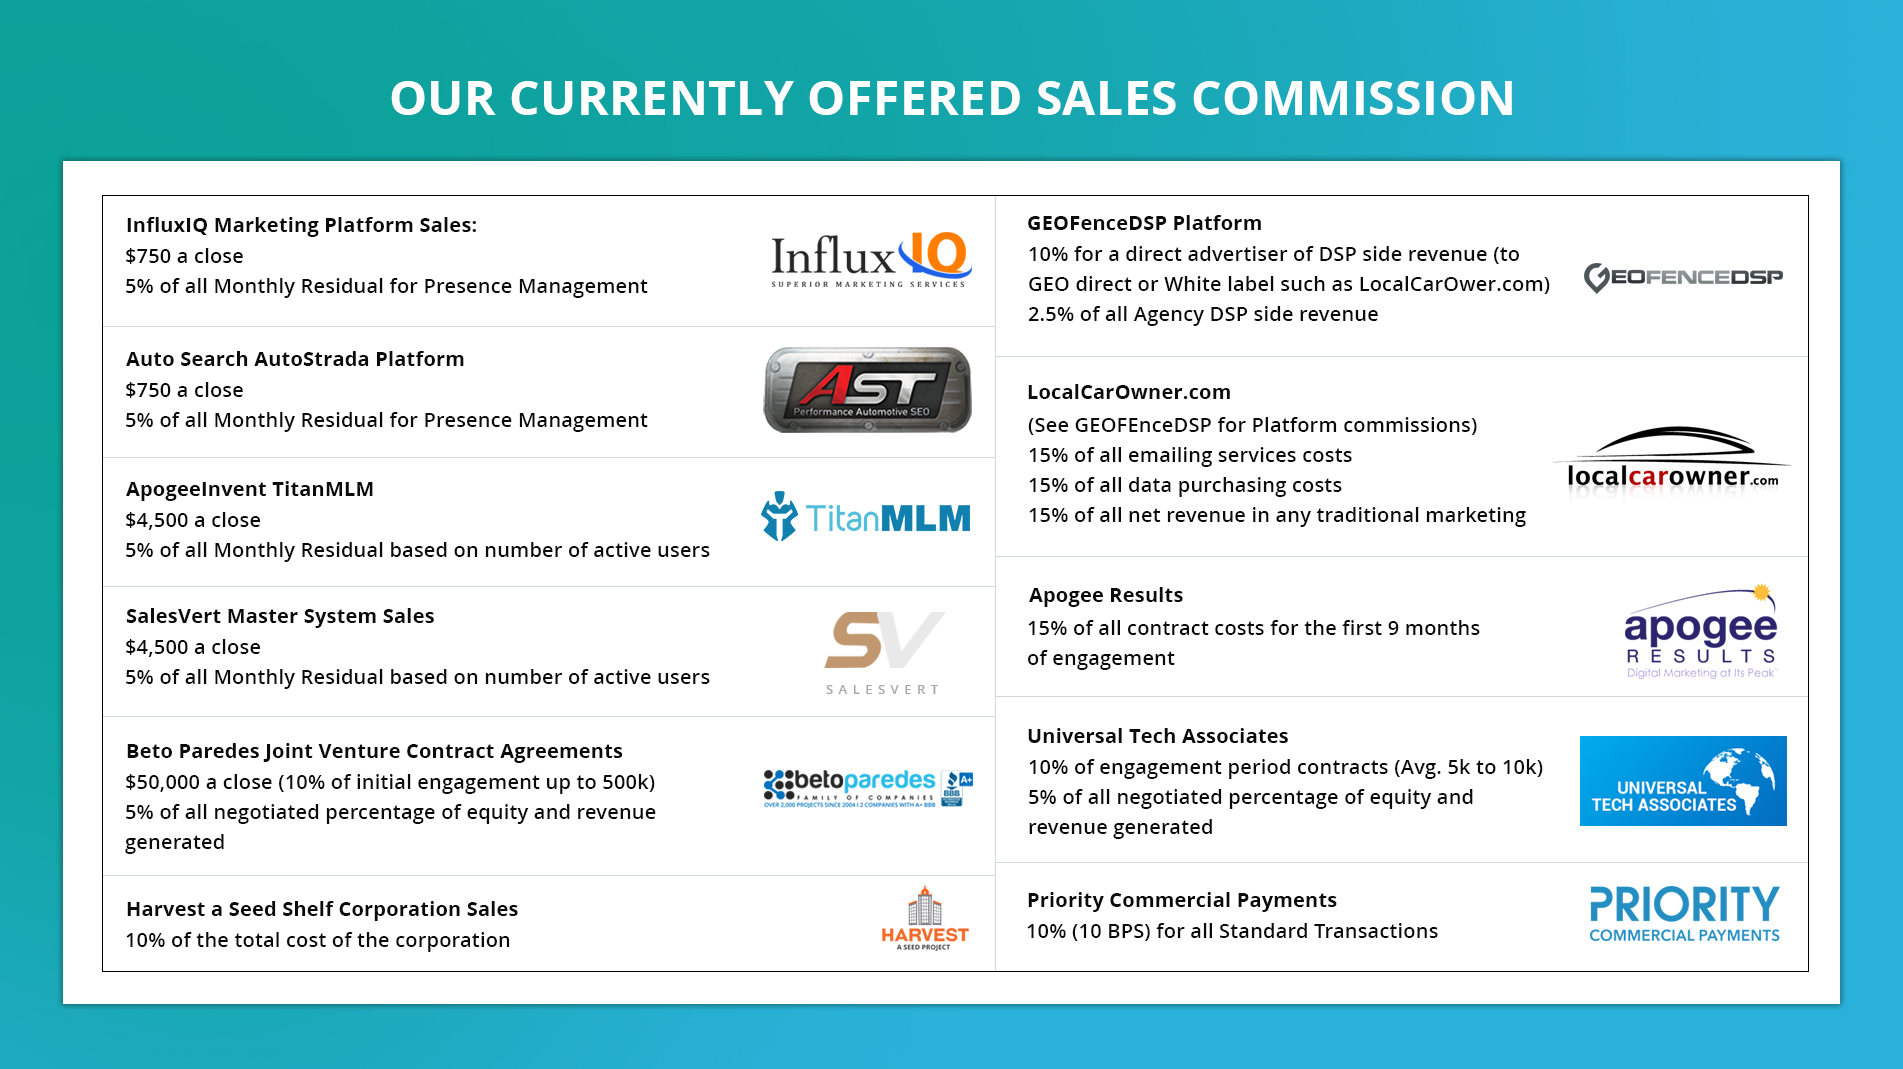 OUR CURRENTLY OFFERED SALES COMMISSION
InfluxIQ Marketing Platform Sales:
$750 a close
5% of all Monthly Residual for Presence Management
Influx IQ
SUPERIOR MARKETING SERVICES
Auto Search AutoStrada Platform
$750 a close
5% of all Monthly Residual for Presence Management
AST
Performance Automotive SEO
ApogeeInvent TitanMLM
$4,500 a close
5% of all Monthly Residual based on number of active users
TitanMLM
SalesVert Master System Sales
$4,500 a close
5% of all Monthly Residual based on number of active users
SV
SALESVERT
Beto Paredes Joint Venture Contract Agreements
$50,000 a close (10% of initial engagement up to 500k)
5% of all negotiated percentage of equity and revenue
generated
betoparedes
FAMILY OF COMPANIES
OVER 2,000 PROJECTS SINCE 2004 I 2 COMPANIES WITH A+ BBB
BBB
A+
Harvest a Seed Shelf Corporation Sales
10% of the total cost of the corporation
HARVEST
A SEED PROJECT
GEOFenceDSP Platform
10% for a direct advertiser of DSP side revenue (to
GEO direct or White label such as LocalCarOwer.com)
2.5% of all Agency DSP side revenue
GEOFENCEDSP
LocalCarOwner.com
(See GEOFEnceDSP for Platform commissions)
15% of all emailing services costs
15% of all data purchasing costs
15% of all net revenue in any traditional marketing
localcarowner.com
Apogee Results
15% of all contract costs for the first 9 months
of engagement
apogee
RESULTS
Digital Marketing at Its Peak™
Universal Tech Associates
10% of engagement period contracts (Avg. 5k to 10k)
5% of all negotiated percentage of equity and
revenue generated
UNIVERSAL
TECH ASSOCIATES
Priority Commercial Payments
10% (10 BPS) for all Standard Transactions
PRIORITY
COMMERCIAL PAYMENTS